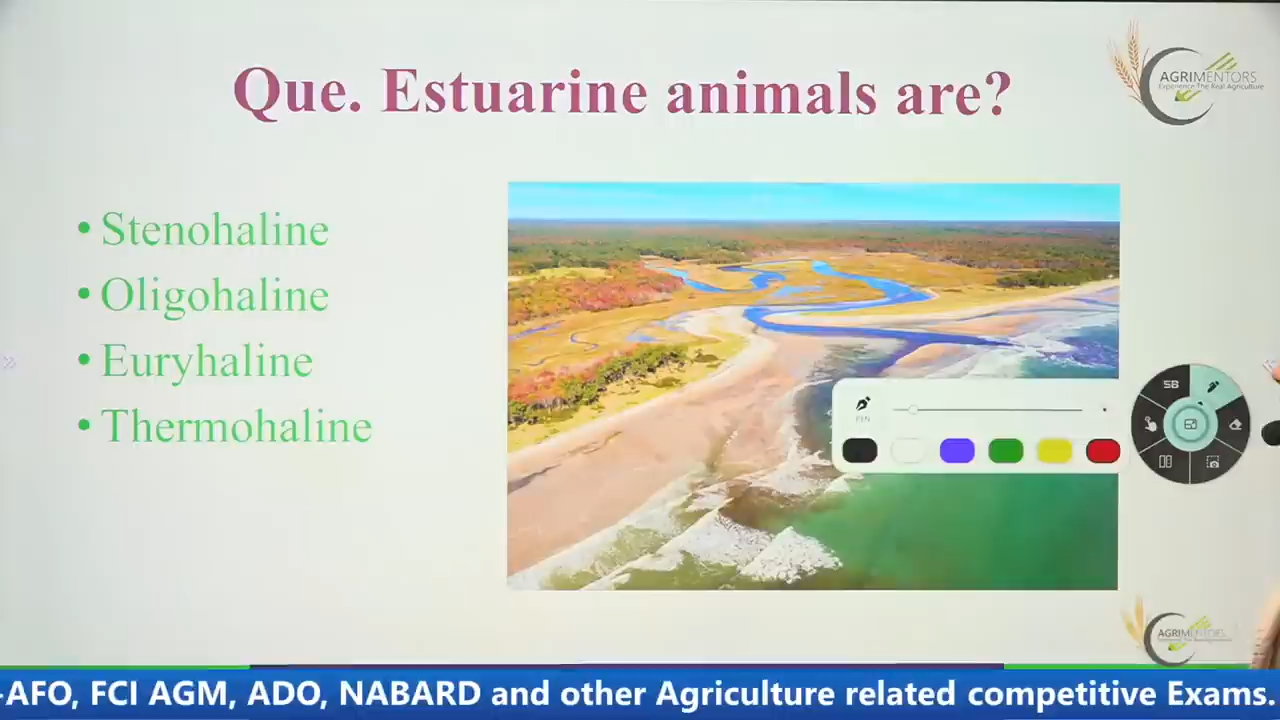 Que. Estuarine animals are?
AGRIMENTORS
Experience The Real Agriculture
• Stenohaline
• Oligohaline
• Euryhaline
• Thermohaline
PEN
SB
AGRIMENTORS
-AFO, FCI AGM, ADO, NABARD and other Agriculture related competitive Exams.